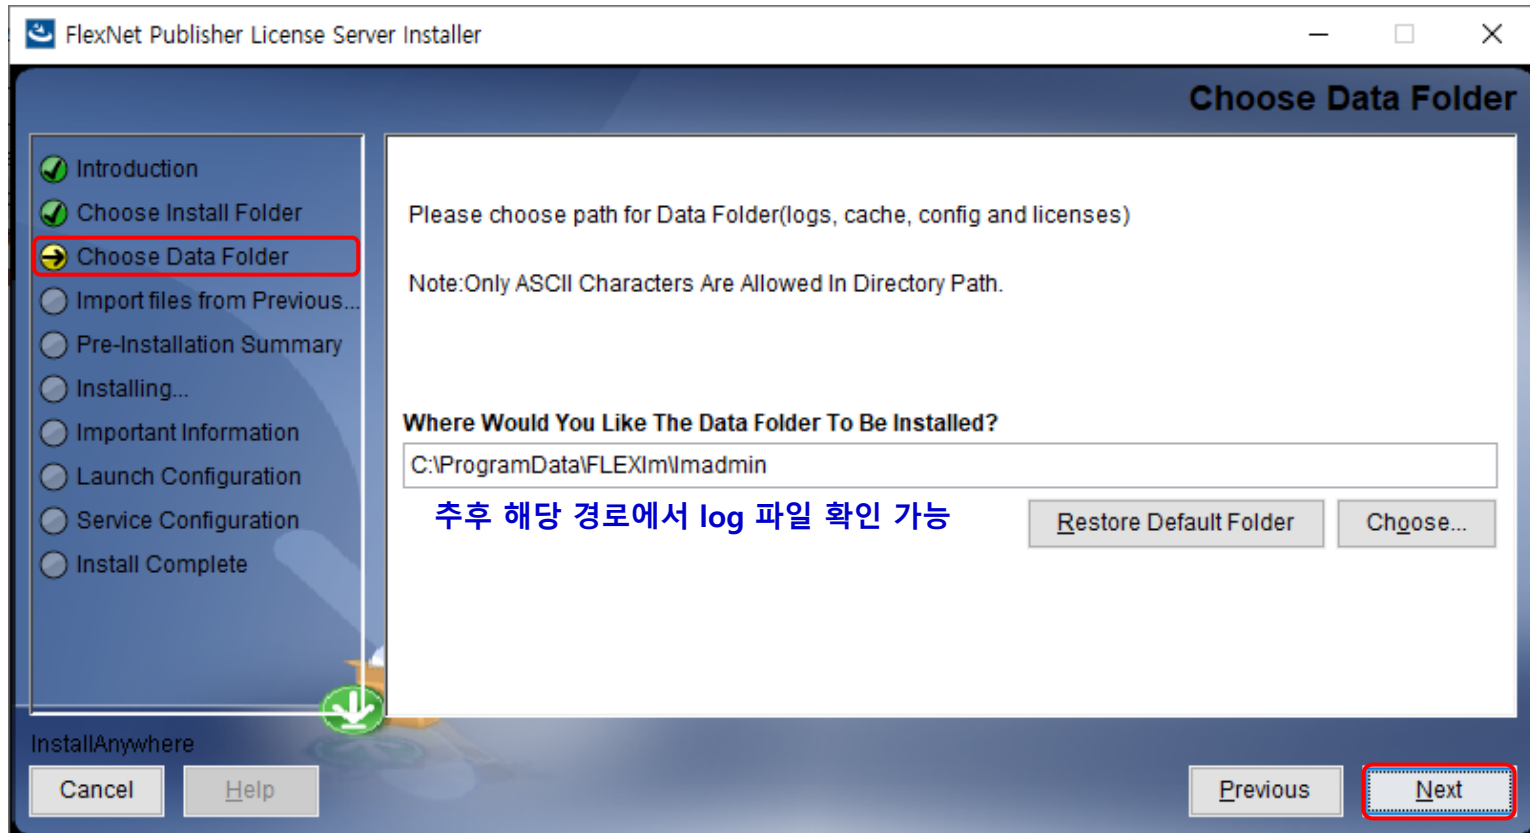 FlexNet Publisher License Server Installer
Choose Data Folder
Introduction
Choose Install Folder
Choose Data Folder
Import files from Previous...
Pre-Installation Summary
Installing...
Important Information
Launch Configuration
Service Configuration
Install Complete
Please choose path for Data Folder(logs, cache, config and licenses)
Note:Only ASCII Characters Are Allowed In Directory Path.
Where Would You Like The Data Folder To Be Installed?
C:\ProgramData\FLEXlm\lmadmin
추후 해당 경로에서 log 파일 확인 가능
Restore Default Folder
Choose...
InstallAnywhere
Cancel
Help
Previous
Next